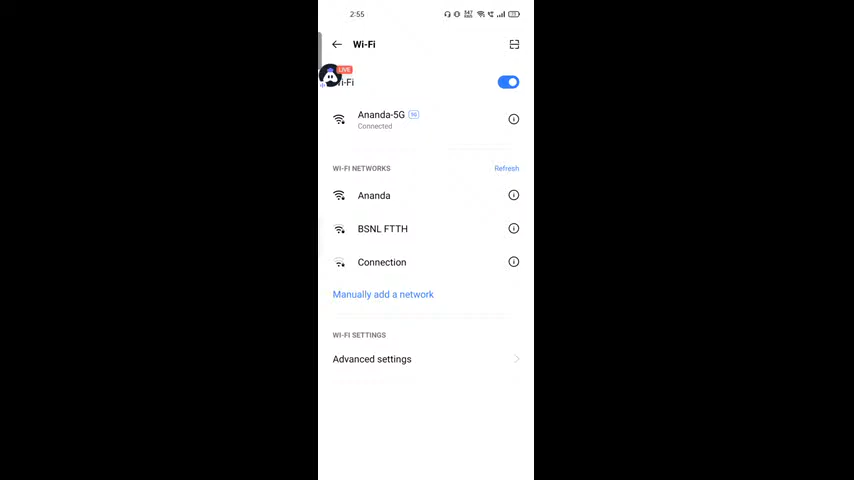 2:55
Wi-Fi
LIVE
Wi-Fi
Ananda-5G 5G
Connected
WI-FI NETWORKS
Refresh
Ananda
BSNL FTTH
Connection
Manually add a network
WI-FI SETTINGS
Advanced settings